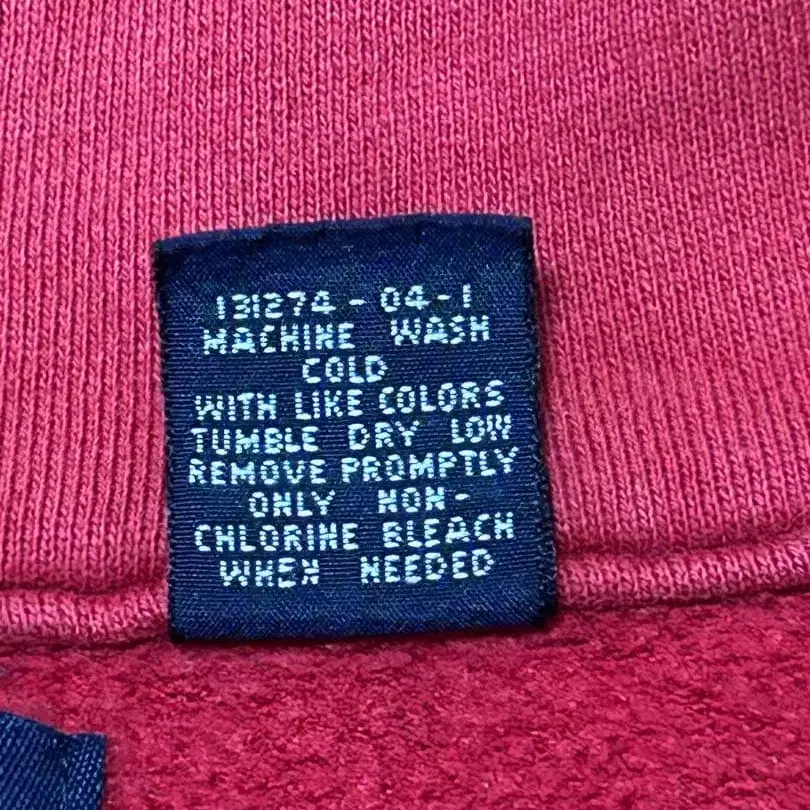 131274 - 04 - 1
MACHINE WASH
COLD
WITH LIKE COLORS
TUMBLE DRY LOW
REMOVE PROMPTLY
ONLY NON-
CHLORINE BLEACH
WHEN NEEDED